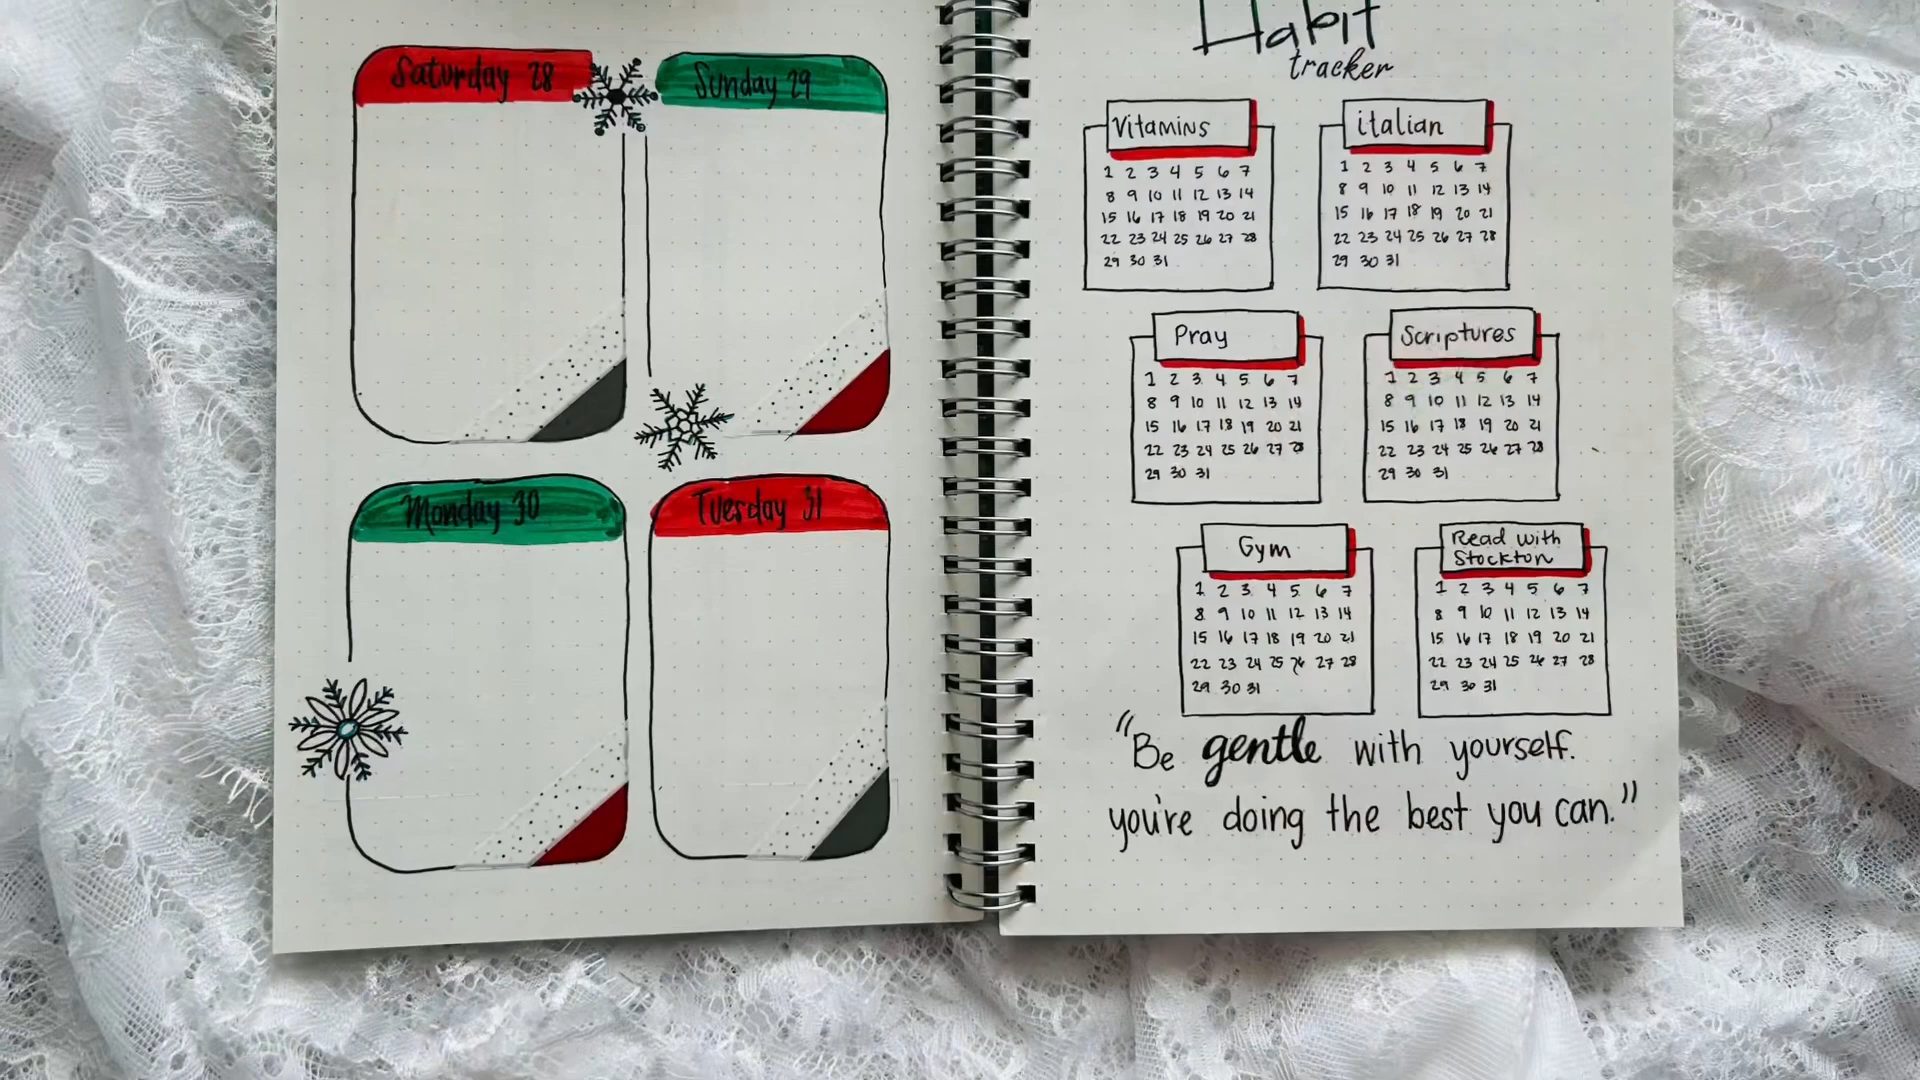 Saturday 28
Sunday 29
Monday 30
Tuesday 31
Habit
tracker
Vitamins
1 2 3 4 5 6 7
8 9 10 11 12 13 14
15 16 17 18 19 20 21
22 23 24 25 26 27 28
29 30 31
italian
1 2 3 4 5 6 7
8 9 10 11 12 13 14
15 16 17 18 19 20 21
22 23 24 25 26 27 28
29 30 31
Pray
1 2 3 4 5 6 7
8 9 10 11 12 13 14
15 16 17 18 19 20 21
22 23 24 25 26 27 28
29 30 31
Scriptures
1 2 3 4 5 6 7
8 9 10 11 12 13 14
15 16 17 18 19 20 21
22 23 24 25 26 27 28
29 30 31
Gym
1 2 3 4 5 6 7
8 9 10 11 12 13 14
15 16 17 18 19 20 21
22 23 24 25 26 27 28
29 30 31
Read with
Stockton
1 2 3 4 5 6 7
8 9 10 11 12 13 14
15 16 17 18 19 20 21
22 23 24 25 26 27 28
29 30 31
"Be gentle with yourself.
you're doing the best you can."